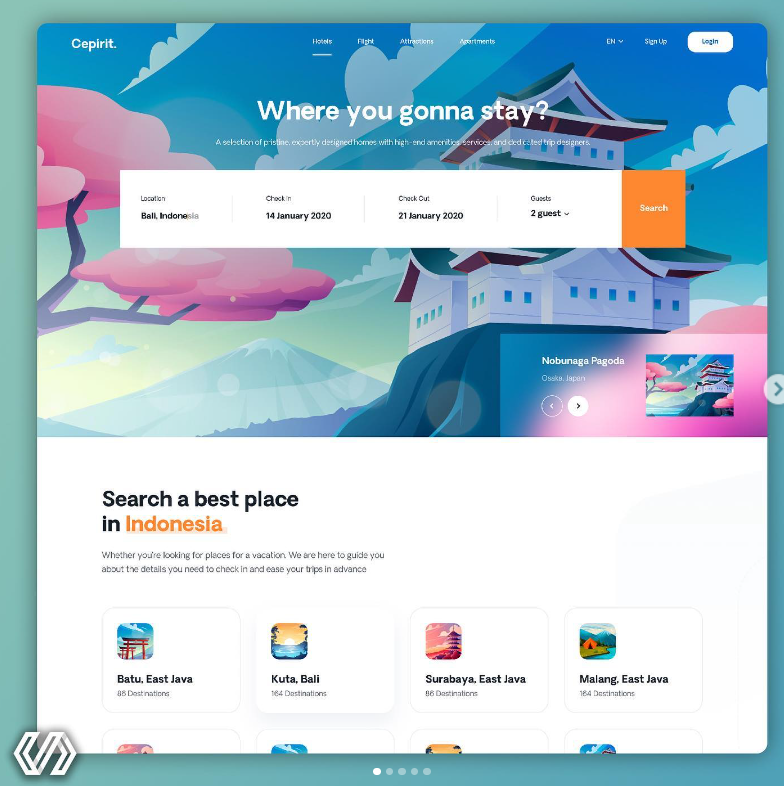 Cepirit.
Hotels Flight Attractions Apartments
EN Sign Up Login
Where you gonna stay?
A selection of pristine, expertly designed homes with high-end amenities, services, and dedicated trip designers.
Location Check In Check Out Guests
Bali, Indonesia 14 January 2020 21 January 2020 2 guest
Search
Nobunaga Pagoda
Osaka, Japan
Search a best place
in Indonesia
Whether you're looking for places for a vacation. We are here to guide you
about the details you need to check in and ease your trips in advance
Batu, East Java Kuta, Bali Surabaya, East Java Malang, East Java
86 Destinations 164 Destinations 86 Destinations 164 Destinations